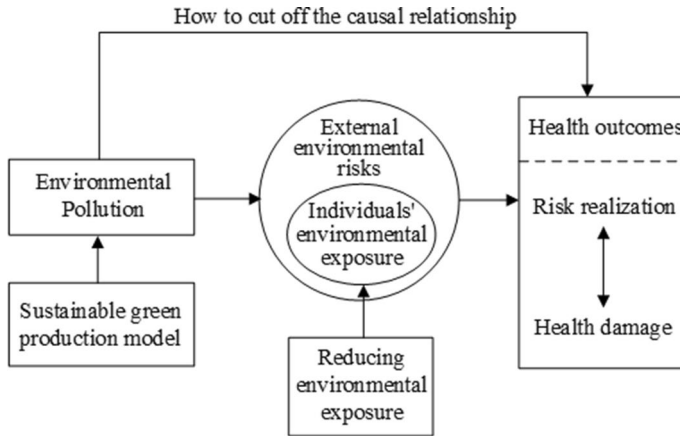 How to cut off the causal relationship
External
environmental
risks
Health outcomes
Environmental
Pollution
Individuals'
environmental
exposure
Risk realization
Sustainable green
production model
Health damage
Reducing
environmental
exposure